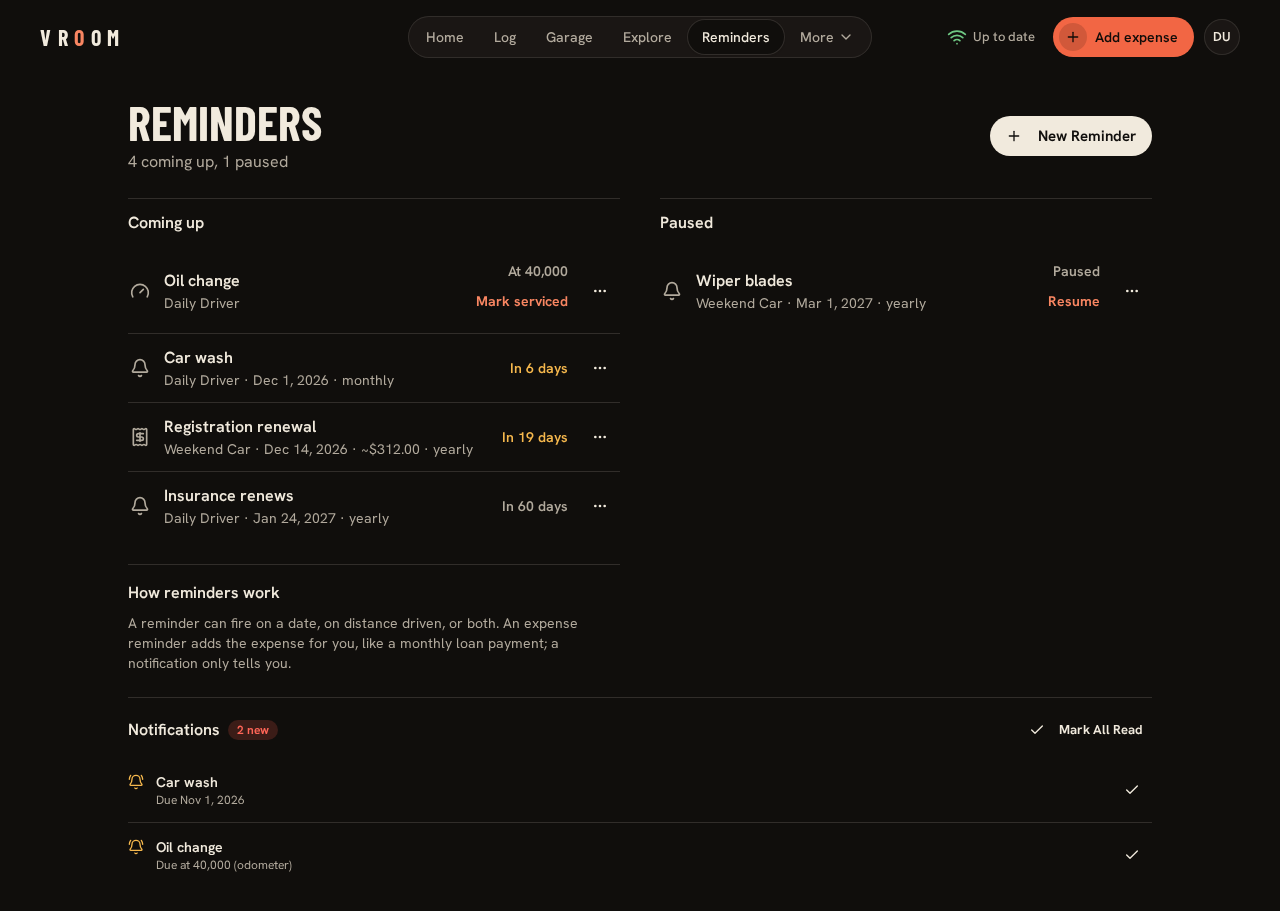 VROOM
Home
Log
Garage
Explore
Reminders
More
Up to date
Add expense
DU
REMINDERS
4 coming up, 1 paused
New Reminder
Coming up
Oil change
Daily Driver
At 40,000
Mark serviced
Car wash
Daily Driver · Dec 1, 2026 · monthly
In 6 days
Registration renewal
Weekend Car · Dec 14, 2026 · ~$312.00 · yearly
In 19 days
Insurance renews
Daily Driver · Jan 24, 2027 · yearly
In 60 days
Paused
Wiper blades
Weekend Car · Mar 1, 2027 · yearly
Paused
Resume
How reminders work
A reminder can fire on a date, on distance driven, or both. An expense
reminder adds the expense for you, like a monthly loan payment; a
notification only tells you.
Notifications
2 new
Mark All Read
Car wash
Due Nov 1, 2026
Oil change
Due at 40,000 (odometer)